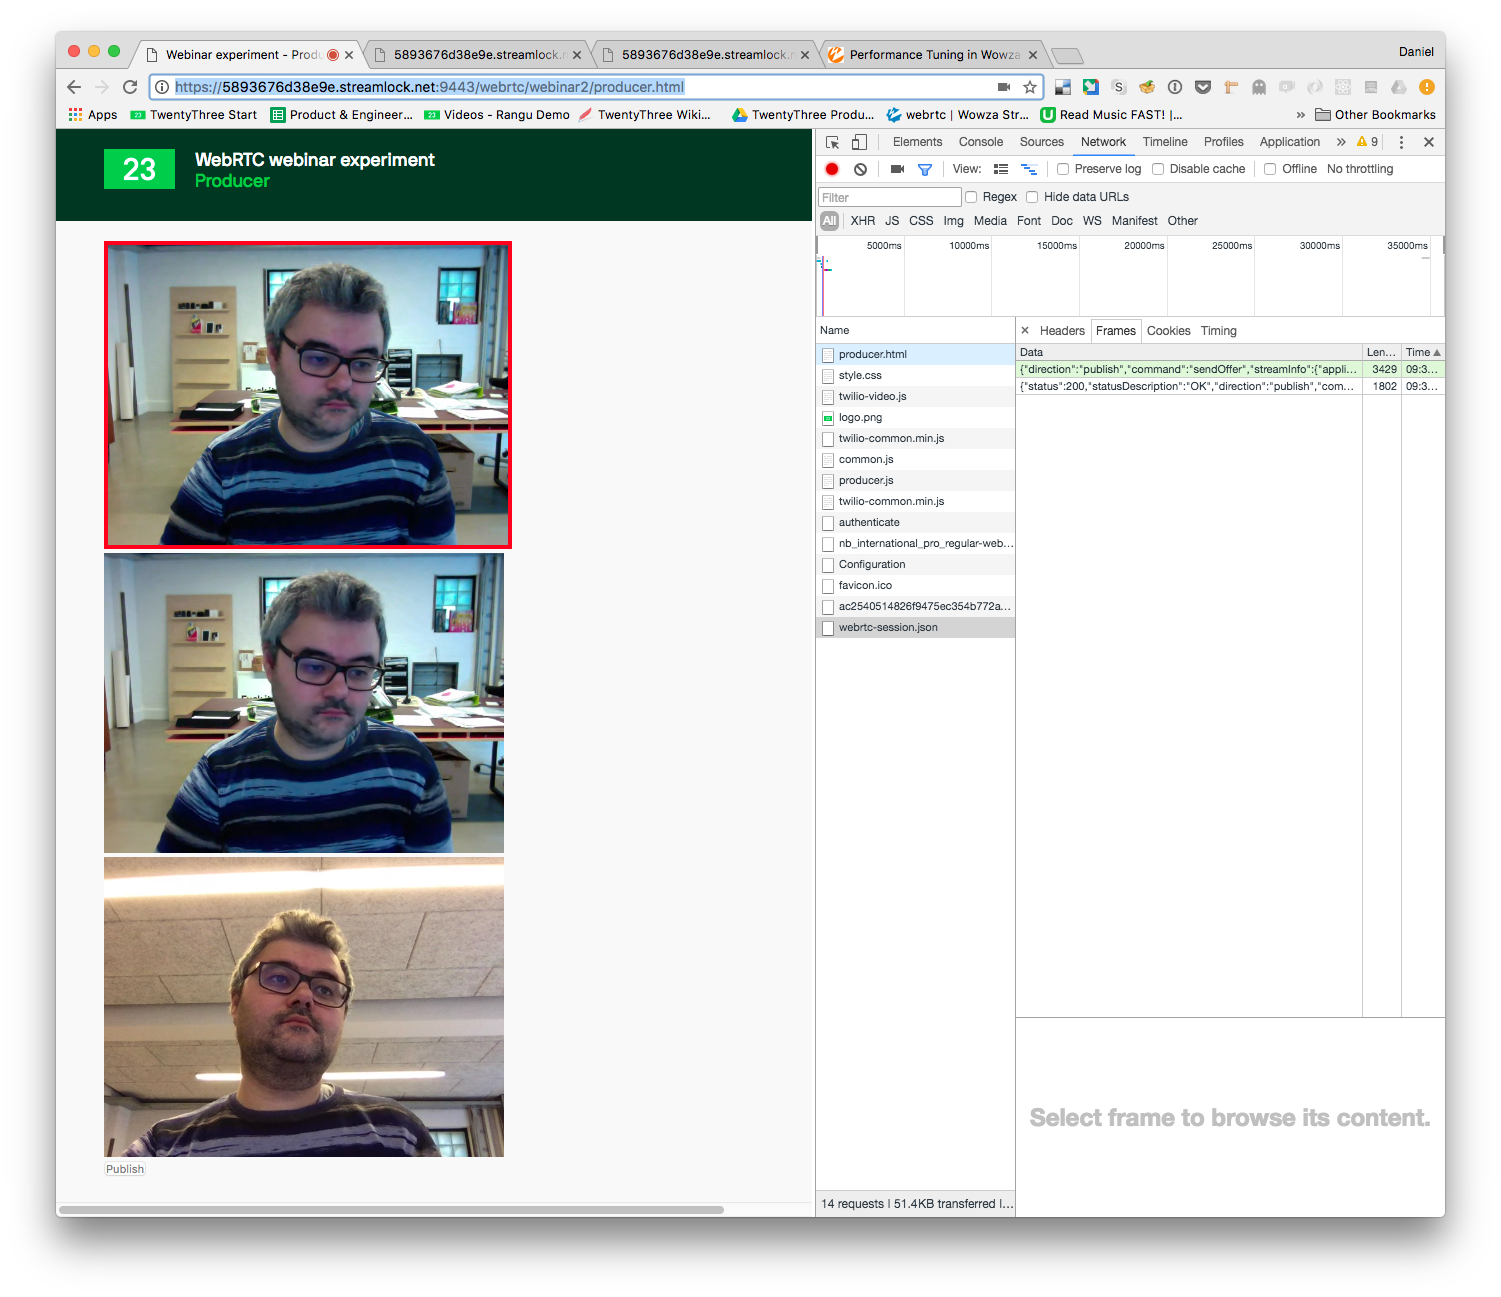 Webinar experiment - Produ
5893676d38e9e.streamlock.n
5893676d38e9e.streamlock.n
Performance Tuning in Wowza
Daniel
https://5893676d38e9e.streamlock.net:9443/webrtc/webinar2/producer.html
Apps
23 TwentyThree Start
Product & Engineer...
23 Videos - Rangu Demo
TwentyThree Wiki...
TwentyThree Produ...
webrtc | Wowza Str...
Read Music FAST! |...
» Other Bookmarks
23
WebRTC webinar experiment
Producer
Publish
Elements Console Sources Network Timeline Profiles Application » 9
View: Preserve log Disable cache Offline No throttling
Filter Regex Hide data URLs
All XHR JS CSS Img Media Font Doc WS Manifest Other
5000ms 10000ms 15000ms 20000ms 25000ms 30000ms 35000ms
Name
producer.html
style.css
twilio-video.js
logo.png
twilio-common.min.js
common.js
producer.js
twilio-common.min.js
authenticate
nb_international_pro_regular-web...
Configuration
favicon.ico
ac2540514826f9475ec354b772a...
webrtc-session.json
14 requests | 51.4KB transferred |...
× Headers Frames Cookies Timing
Data Len... Time
{"direction":"publish","command":"sendOffer","streamInfo":{"appli... 3429 09:3...
{"status":200,"statusDescription":"OK","direction":"publish","com... 1802 09:3...
Select frame to browse its content.